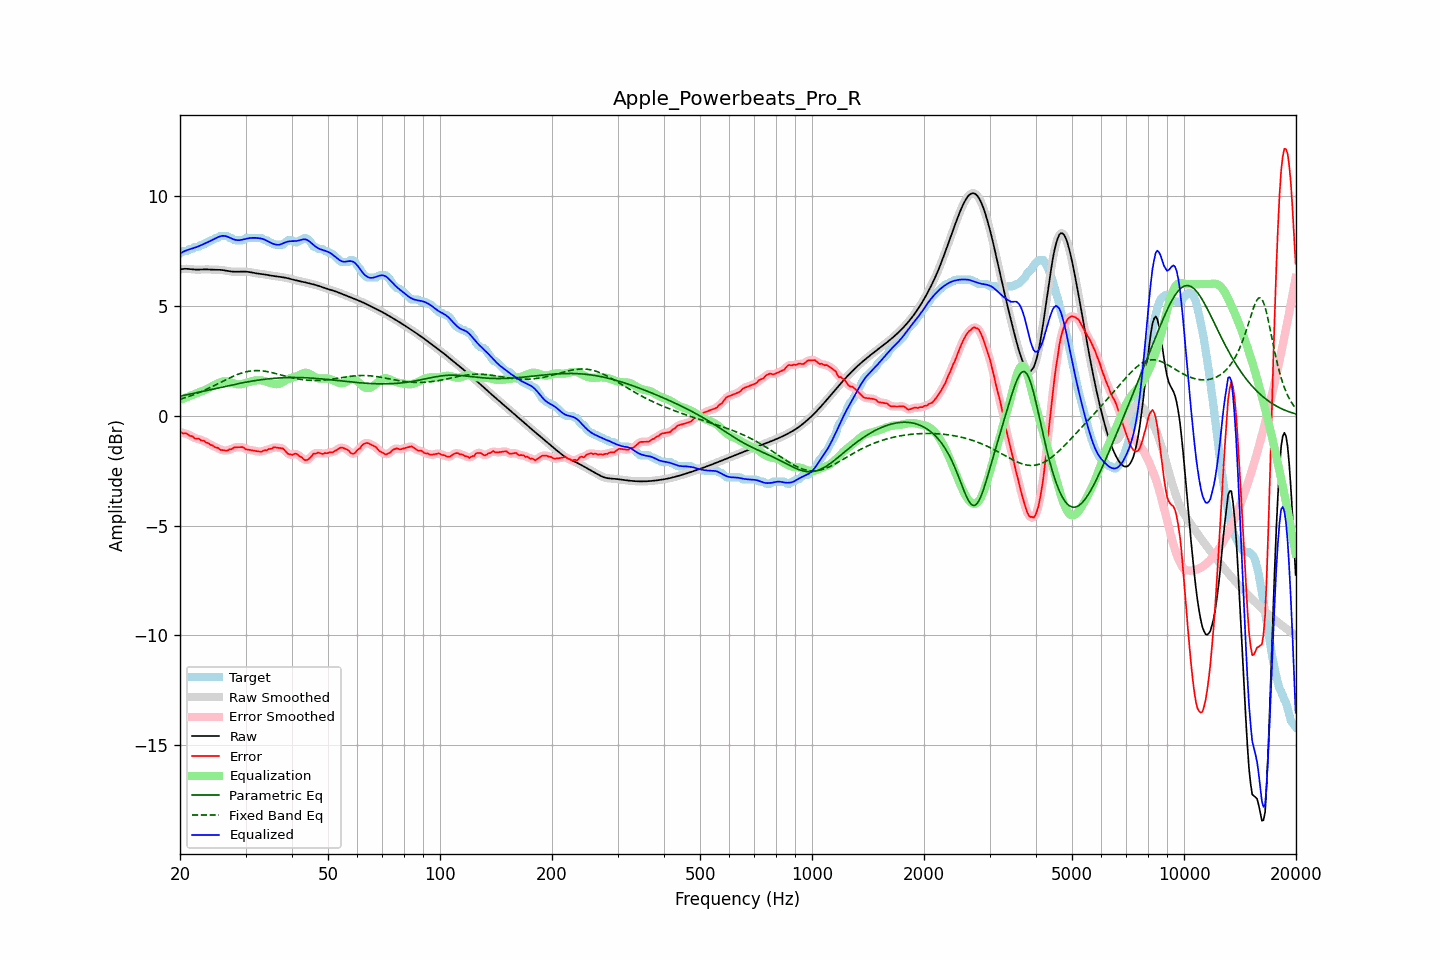 Apple_Powerbeats_Pro_R
Amplitude (dBr)
10
5
0
−5
−10
−15
Target
Raw Smoothed
Error Smoothed
Raw
Error
Equalization
Parametric Eq
Fixed Band Eq
Equalized
20 50 100 200 500 1000 2000 5000 10000 20000
Frequency (Hz)